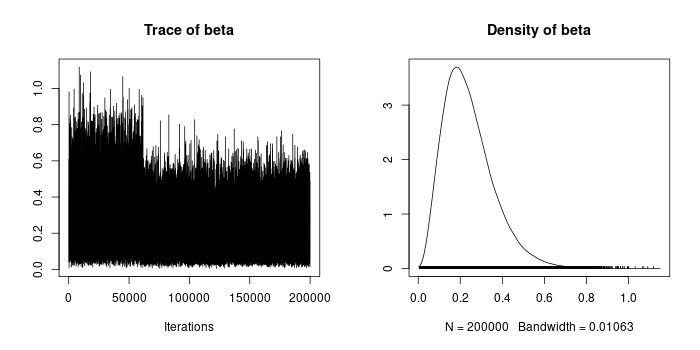 Trace of beta
1.0
0.8
0.6
0.4
0.2
0.0
0 50000 100000 150000 200000
Iterations
Density of beta
3
2
1
0
0.0 0.2 0.4 0.6 0.8 1.0
N = 200000 Bandwidth = 0.01063